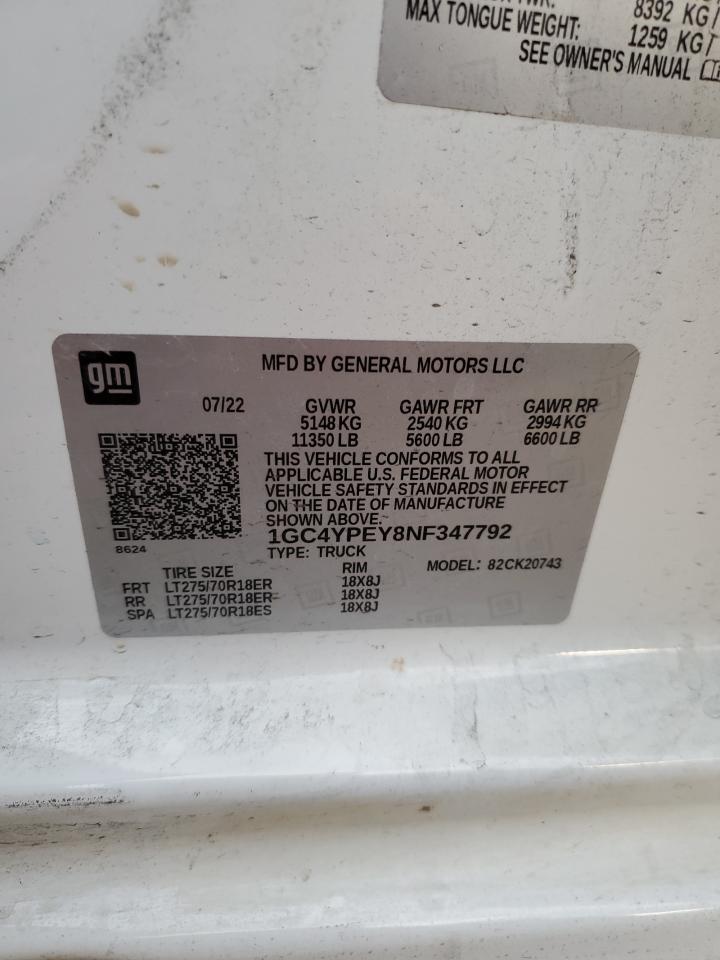 8392 KG/
MAX TONGUE WEIGHT: 1259 KG/
SEE OWNER'S MANUAL
gm
MFD BY GENERAL MOTORS LLC
07/22 GVWR GAWR FRT GAWR RR
5148 KG 2540 KG 2994 KG
11350 LB 5600 LB 6600 LB
THIS VEHICLE CONFORMS TO ALL
APPLICABLE U.S. FEDERAL MOTOR
VEHICLE SAFETY STANDARDS IN EFFECT
ON THE DATE OF MANUFACTURE
SHOWN ABOVE.
8624
1GC4YPEY8NF347792
TYPE: TRUCK MODEL: 82CK20743
TIRE SIZE RIM
FRT LT275/70R18ER 18X8J
RR LT275/70R18ER 18X8J
SPA LT275/70R18ES 18X8J